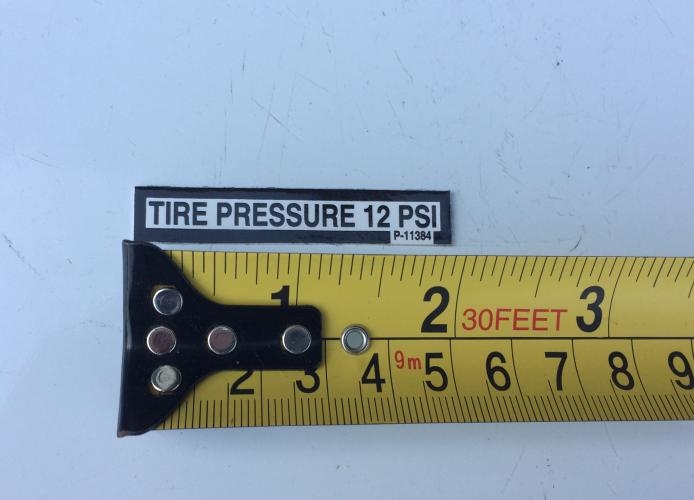 TIRE PRESSURE 12 PSI
P-11384
1 2 30FEET 3
2 3 4 9m 5 6 7 8 9